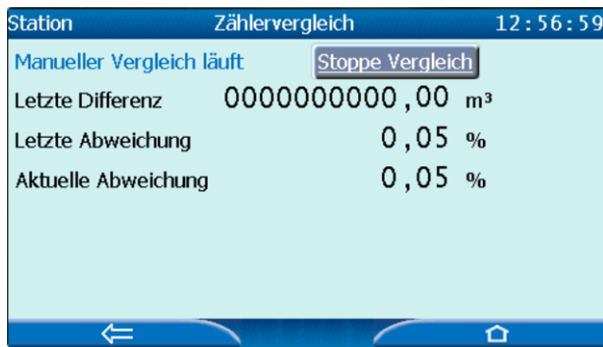 Station Zählervergleich 12:56:59
Manueller Vergleich läuft Stoppe Vergleich
Letzte Differenz 0000000000,00 m³
Letzte Abweichung 0,05 %
Aktuelle Abweichung 0,05 %